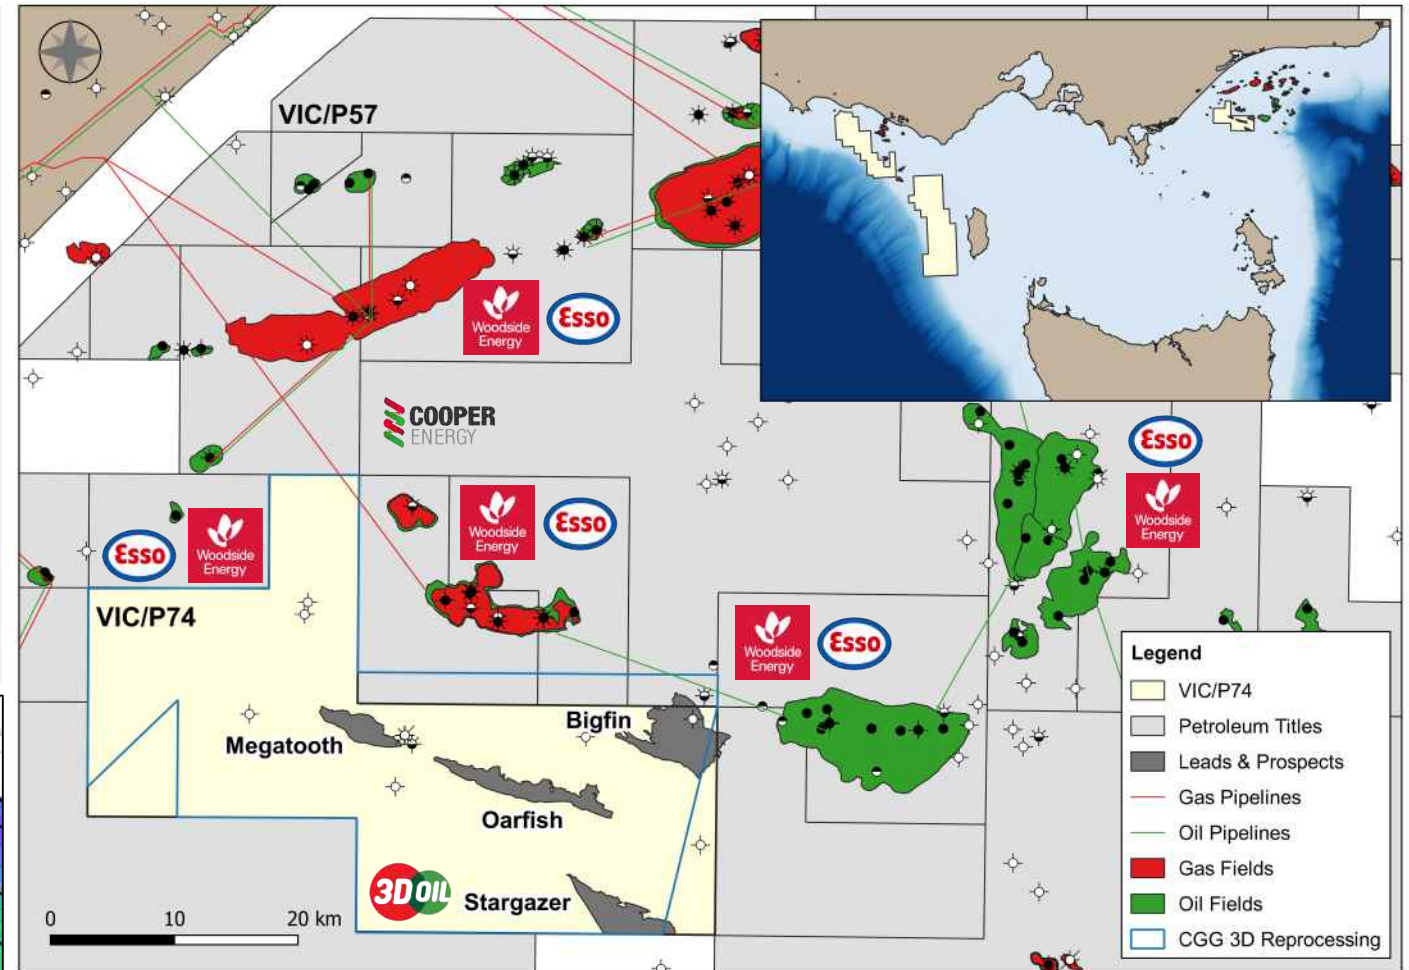 VIC/P57
Woodside
Energy
Esso
COOPER
ENERGY
Esso
Woodside
Energy
Woodside
Energy
Esso
Esso
Woodside
Energy
VIC/P74
Woodside
Energy
Esso
Bigfin
Megatooth
Oarfish
3D OIL
Stargazer
0 10 20 km
Legend
VIC/P74
Petroleum Titles
Leads & Prospects
Gas Pipelines
Oil Pipelines
Gas Fields
Oil Fields
CGG 3D Reprocessing